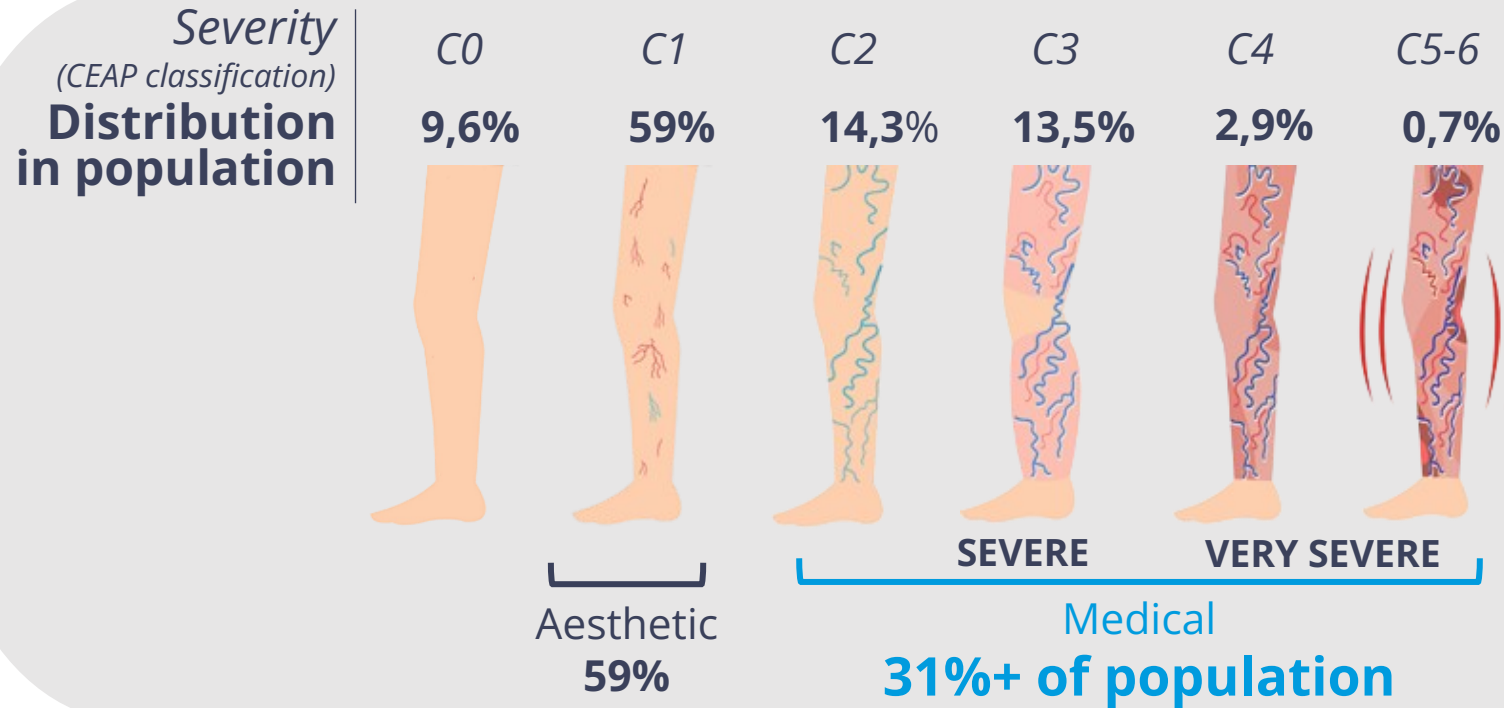 Severity
(CEAP classification)
Distribution
in population
C0 C1 C2 C3 C4 C5-6
9,6% 59% 14,3% 13,5% 2,9% 0,7%
SEVERE VERY SEVERE
Aesthetic
59%
Medical
31%+ of population